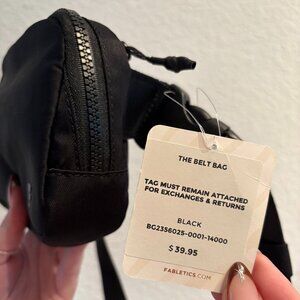 THE BELT BAG
TAG MUST REMAIN ATTACHED
FOR EXCHANGES & RETURNS
BLACK
BG2356025-0001-14000
$39.95
FABLETICS.COM